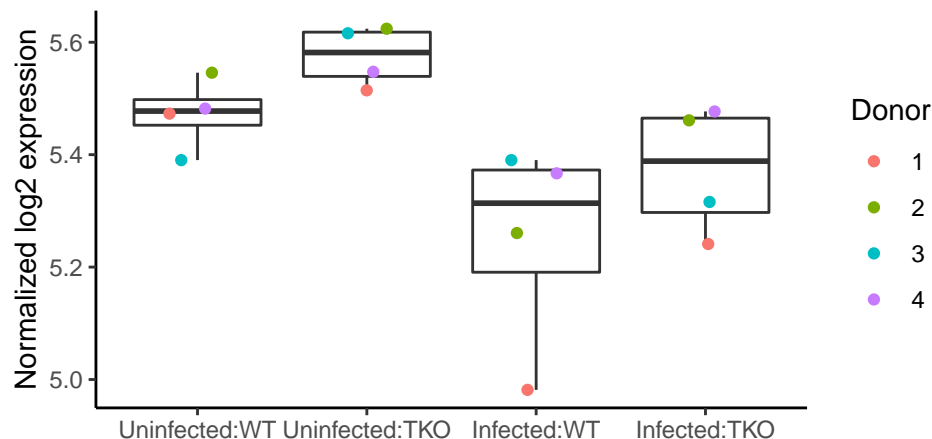 Normalized log2 expression
5.6
5.4
5.2
5.0
Uninfected:WT
Uninfected:TKO
Infected:WT
Infected:TKO
Donor
1
2
3
4